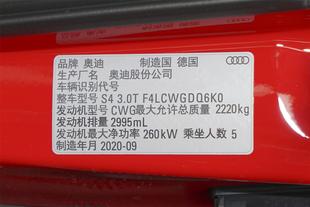 品牌 奥迪 制造国 德国
生产厂名 奥迪股份公司
车辆识别代号
整车型号 S4 3.0T F4LCWGDQ6K0
发动机型号 CWG最大允许总质量 2220kg
发动机排量 2995mL
发动机最大净功率 260kW 乘坐人数 5
制造年月 2020-09